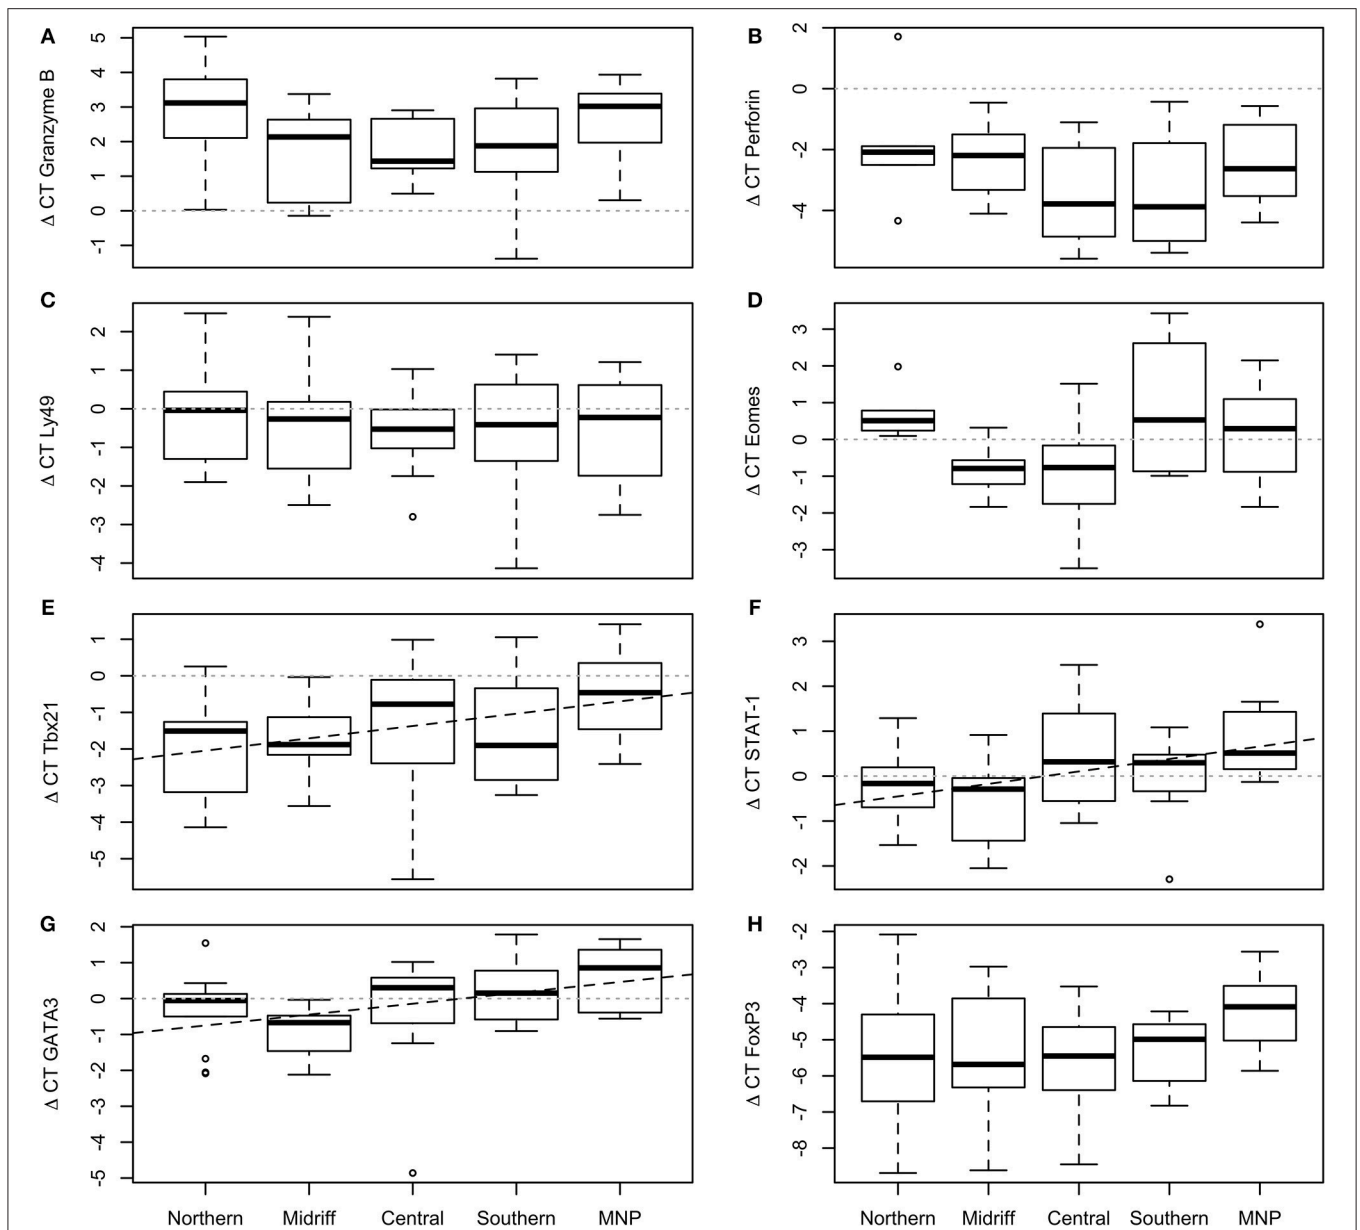 A
Δ CT Granzyme B
5
4
3
2
1
0
-1
B
Δ CT Perforin
2
0
-2
-4
C
Δ CT Ly49
2
1
0
-1
-2
-3
-4
D
Δ CT Eomes
3
2
1
0
-1
-2
-3
E
Δ CT Tbx21
1
0
-1
-2
-3
-4
-5
F
Δ CT STAT-1
3
2
1
0
-1
-2
G
Δ CT GATA3
2
1
0
-1
-2
-3
-4
-5
H
Δ CT FoxP3
-2
-3
-4
-5
-6
-7
-8
Northern Midriff Central Southern MNP
Northern Midriff Central Southern MNP